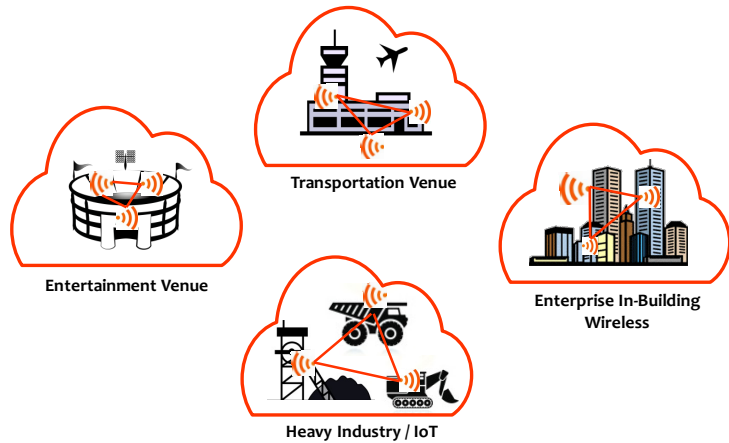 Transportation Venue
Entertainment Venue
Enterprise In-Building
Wireless
Heavy Industry / IoT